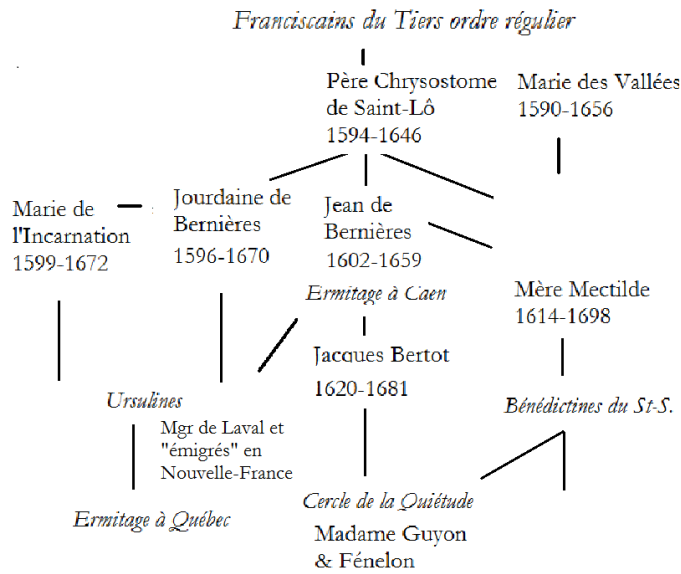 Franciscains du Tiers ordre régulier
Père Chrysostome
de Saint-Lô
1594-1646
Marie des Vallées
1590-1656
Marie de
l'Incarnation
1599-1672
Jourdaine de
Bernières
1596-1670
Jean de
Bernières
1602-1659
Ermitage à Caen
Mère Mectilde
1614-1698
Jacques Bertot
1620-1681
Ursulines
Mgr de Laval et
"émigrés" en
Nouvelle-France
Bénédictines du St-S.
Ermitage à Québec
Cercle de la Quiétude
Madame Guyon
& Fénelon